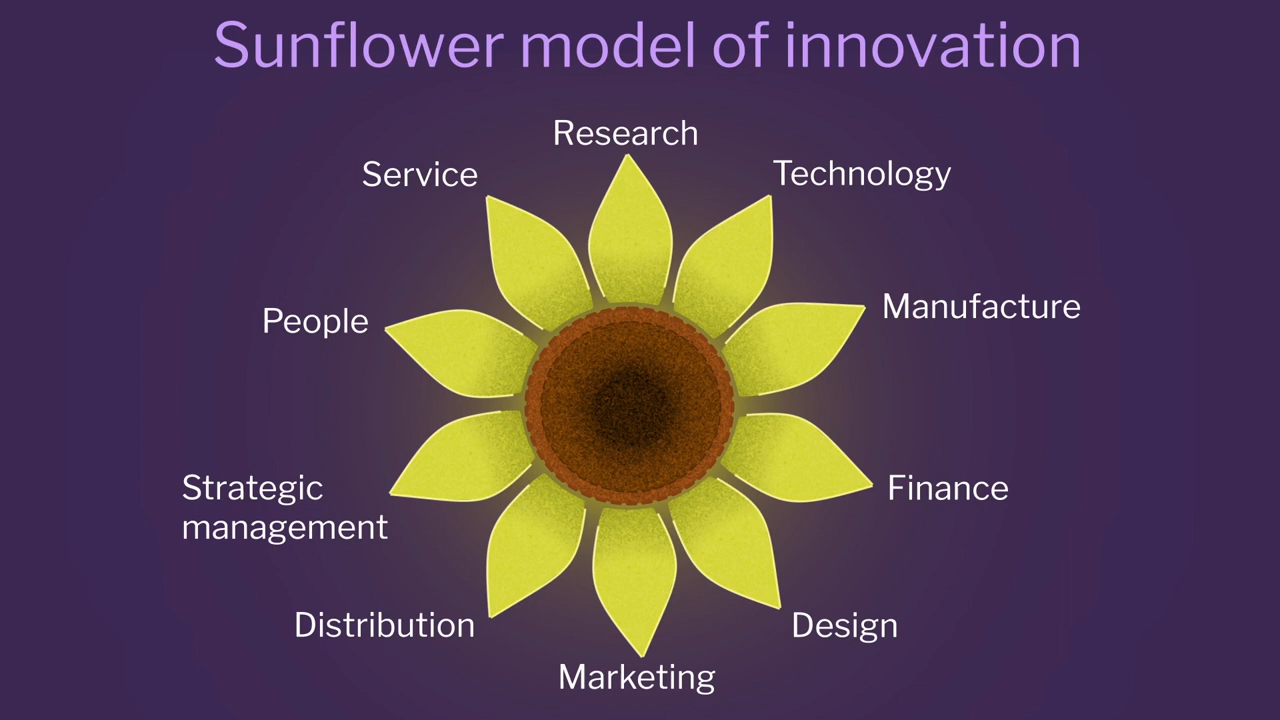 Sunflower model of innovation
Research
Service
Technology
People
Manufacture
Strategic
management
Finance
Distribution
Design
Marketing